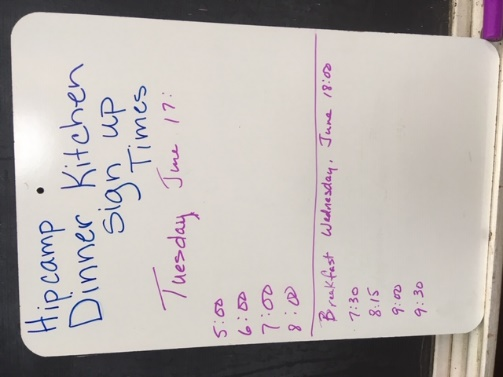 Hipcamp
Dinner Kitchen
Sign up
Times
Tuesday June 17:
5:00
6:00
7:00
8:00
Breakfast Wednesday, June 18:00
7:30
8:15
9:00
9:30